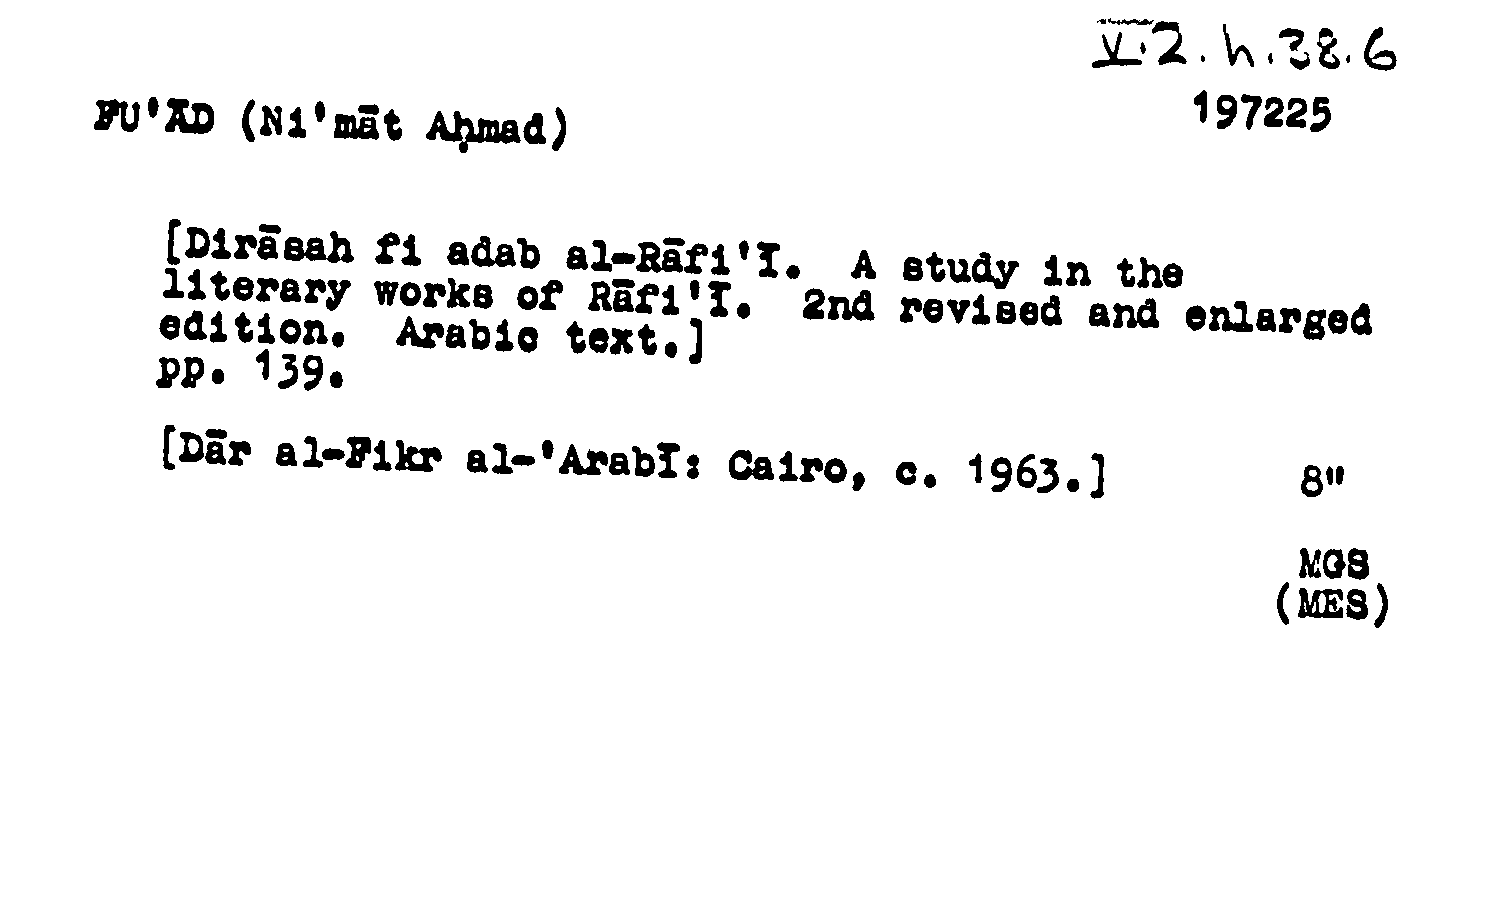 V.2.h.38.6
197225
FU'ĀD (Ni'māt Aḥmad)
[Dirāsah fi adab al-Rāfi'Ī. A study in the
literary works of Rāfi'Ī. 2nd revised and enlarged
edition. Arabic text.]
pp. 139.
[Dār al-Fikr al-'ArabĪ: Cairo, c. 1963.]
8"
MGS
(MES)